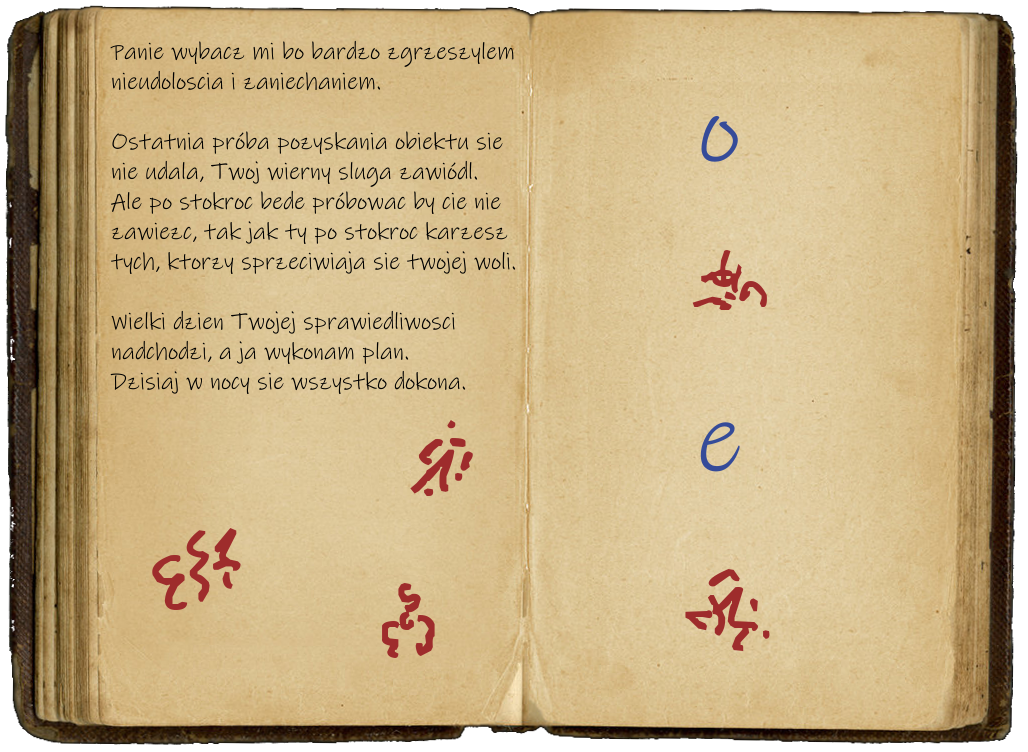 Panie wybacz mi bo bardzo zgrzeszylem
nieudoloscia i zaniechaniem.
Ostatnia próba pozyskania obiektu sie
nie udala, Twoj wierny sluga zawiódl.
Ale po stokroc bede próbowac by cie nie
zawiezc, tak jak ty po stokroc karzesz
tych, ktorzy sprzeciwiaja sie twojej woli.
Wielki dzien Twojej sprawiedliwosci
nadchodzi, a ja wykonam plan.
Dzisiaj w nocy sie wszystko dokona.
o
e